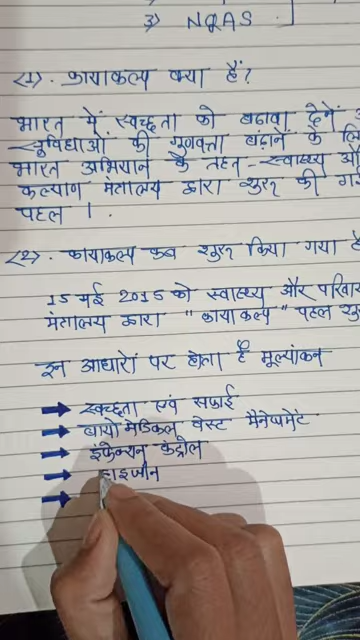 3) NQAS
<1>. कायाकल्प क्या हैं?
भारत में स्वच्छता को बढावा देनें
सुविधाओं की गुणवत्ता बढ़ानें के
भारत अभियान के तहत - स्वास्थ्य औ
कल्याण मंत्रालय द्वारा शुरु की
पहल ।
<2>. कायाकल्प कब शुरु किया गया है
15 मई 2015 को स्वास्थ्य और परिवा
मंत्रालय द्वारा "कायाकल्प" पहल
इन आधारों पर होता है मूल्यांकन
→ स्वच्छता एवं सफाई
→ बायो मेडिकल वेस्ट मैनेजमेंट
→ इंफेक्शन कंट्रोल
→ हाइजीन
→